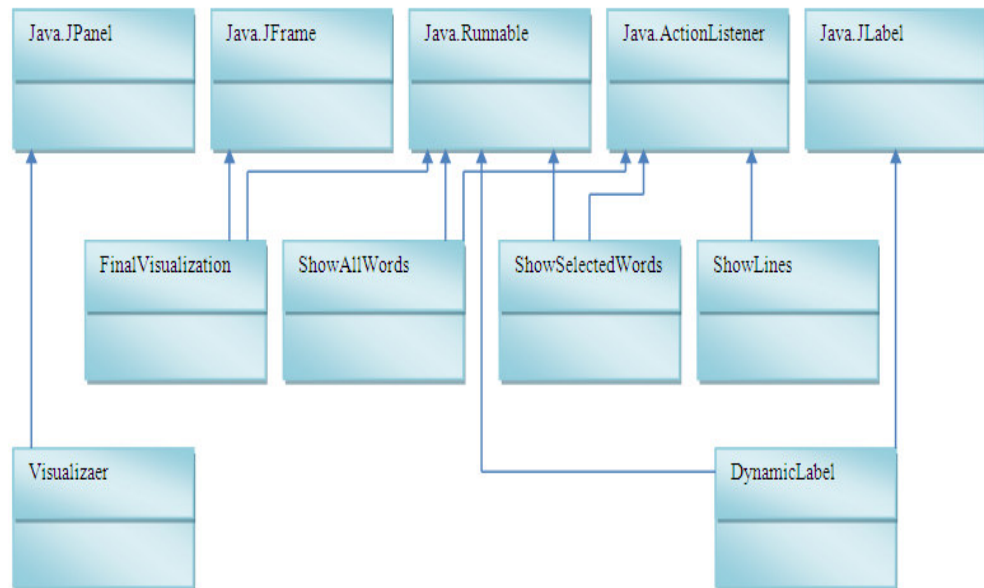 Java.JPanel
Java.JFrame
Java.Runnable
Java.ActionListener
Java.JLabel
FinalVisualization
ShowAllWords
ShowSelectedWords
ShowLines
Visualizaer
DynamicLabel